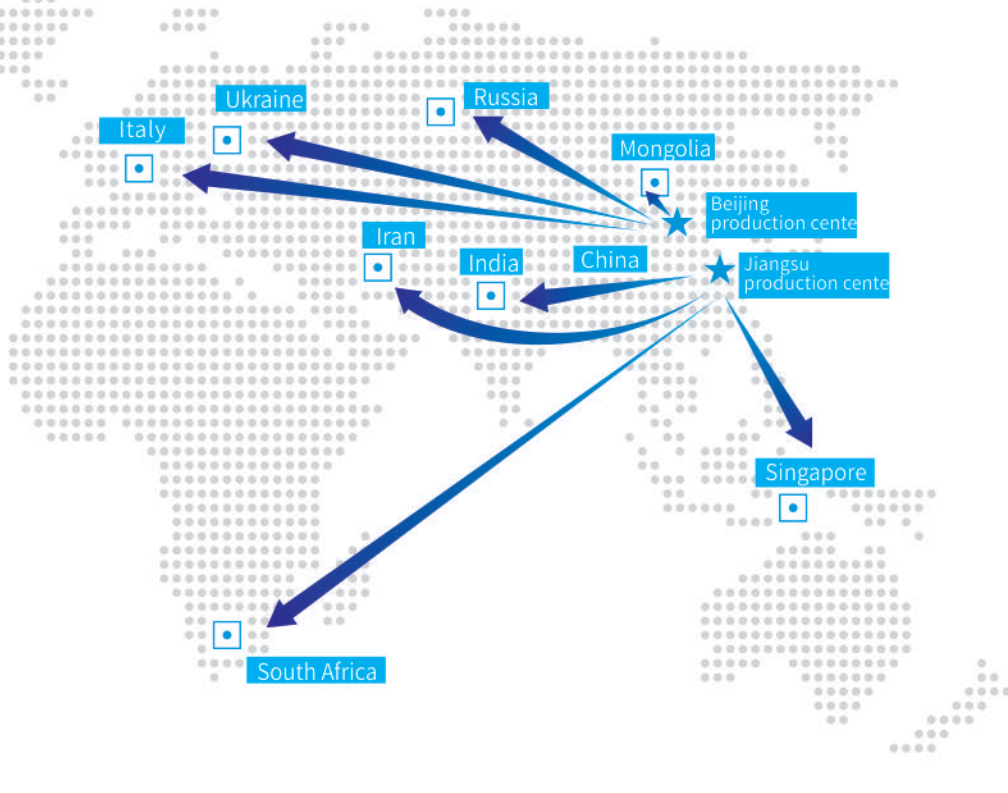 Ukraine
Russia
Italy
Mongolia
Beijing
production cente
Iran
India
China
Jiangsu
production cente
Singapore
South Africa